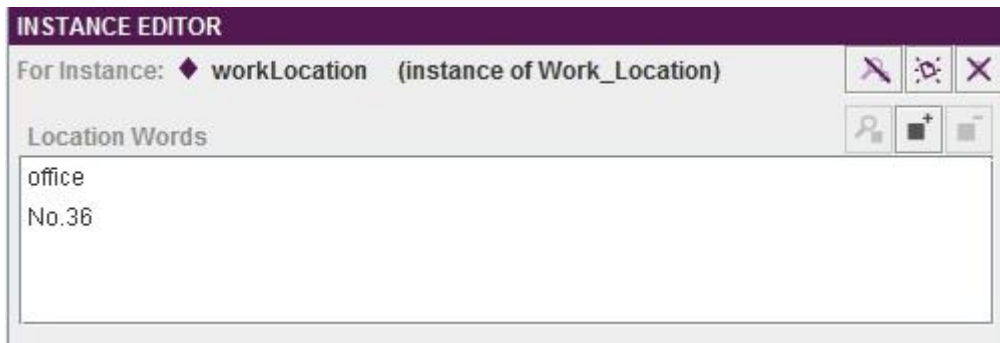 INSTANCE EDITOR
For Instance: workLocation (instance of Work_Location)
Location Words
office
No.36